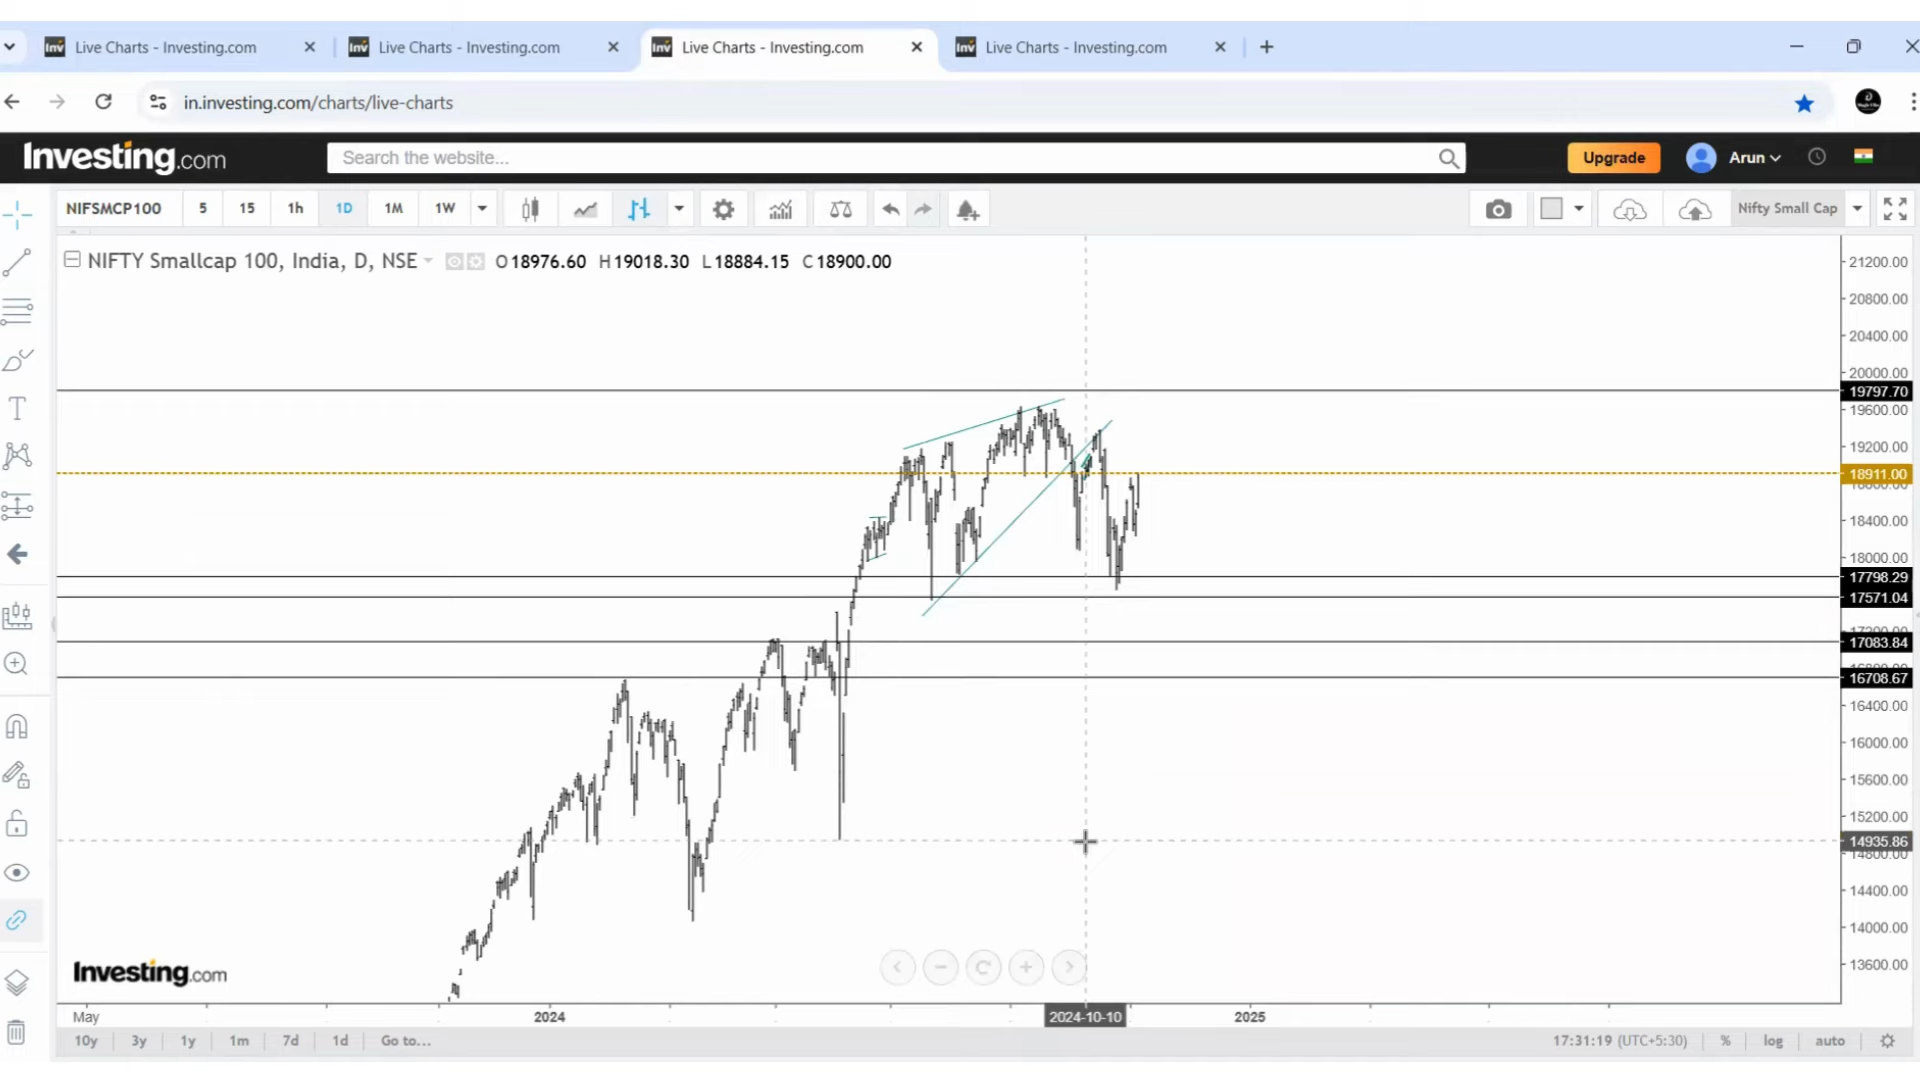 Live Charts - Investing.com
Live Charts - Investing.com
Live Charts - Investing.com
Live Charts - Investing.com
in.investing.com/charts/live-charts
Investing.com
Search the website...
Upgrade
Arun
NIFSMCP100 5 15 1h 1D 1M 1W
Nifty Small Cap
NIFTY Smallcap 100, India, D, NSE O18976.60 H19018.30 L18884.15 C18900.00
21200.00
20800.00
20400.00
20000.00
19797.70
19600.00
19200.00
18911.00
18400.00
18000.00
17798.29
17571.04
17083.84
16708.67
16400.00
16000.00
15600.00
15200.00
14935.86
14800.00
14400.00
14000.00
13600.00
Investing.com
May 2024 2024-10-10 2025
10y 3y 1y 1m 7d 1d Go to... 17:31:19 (UTC+5:30) % log auto